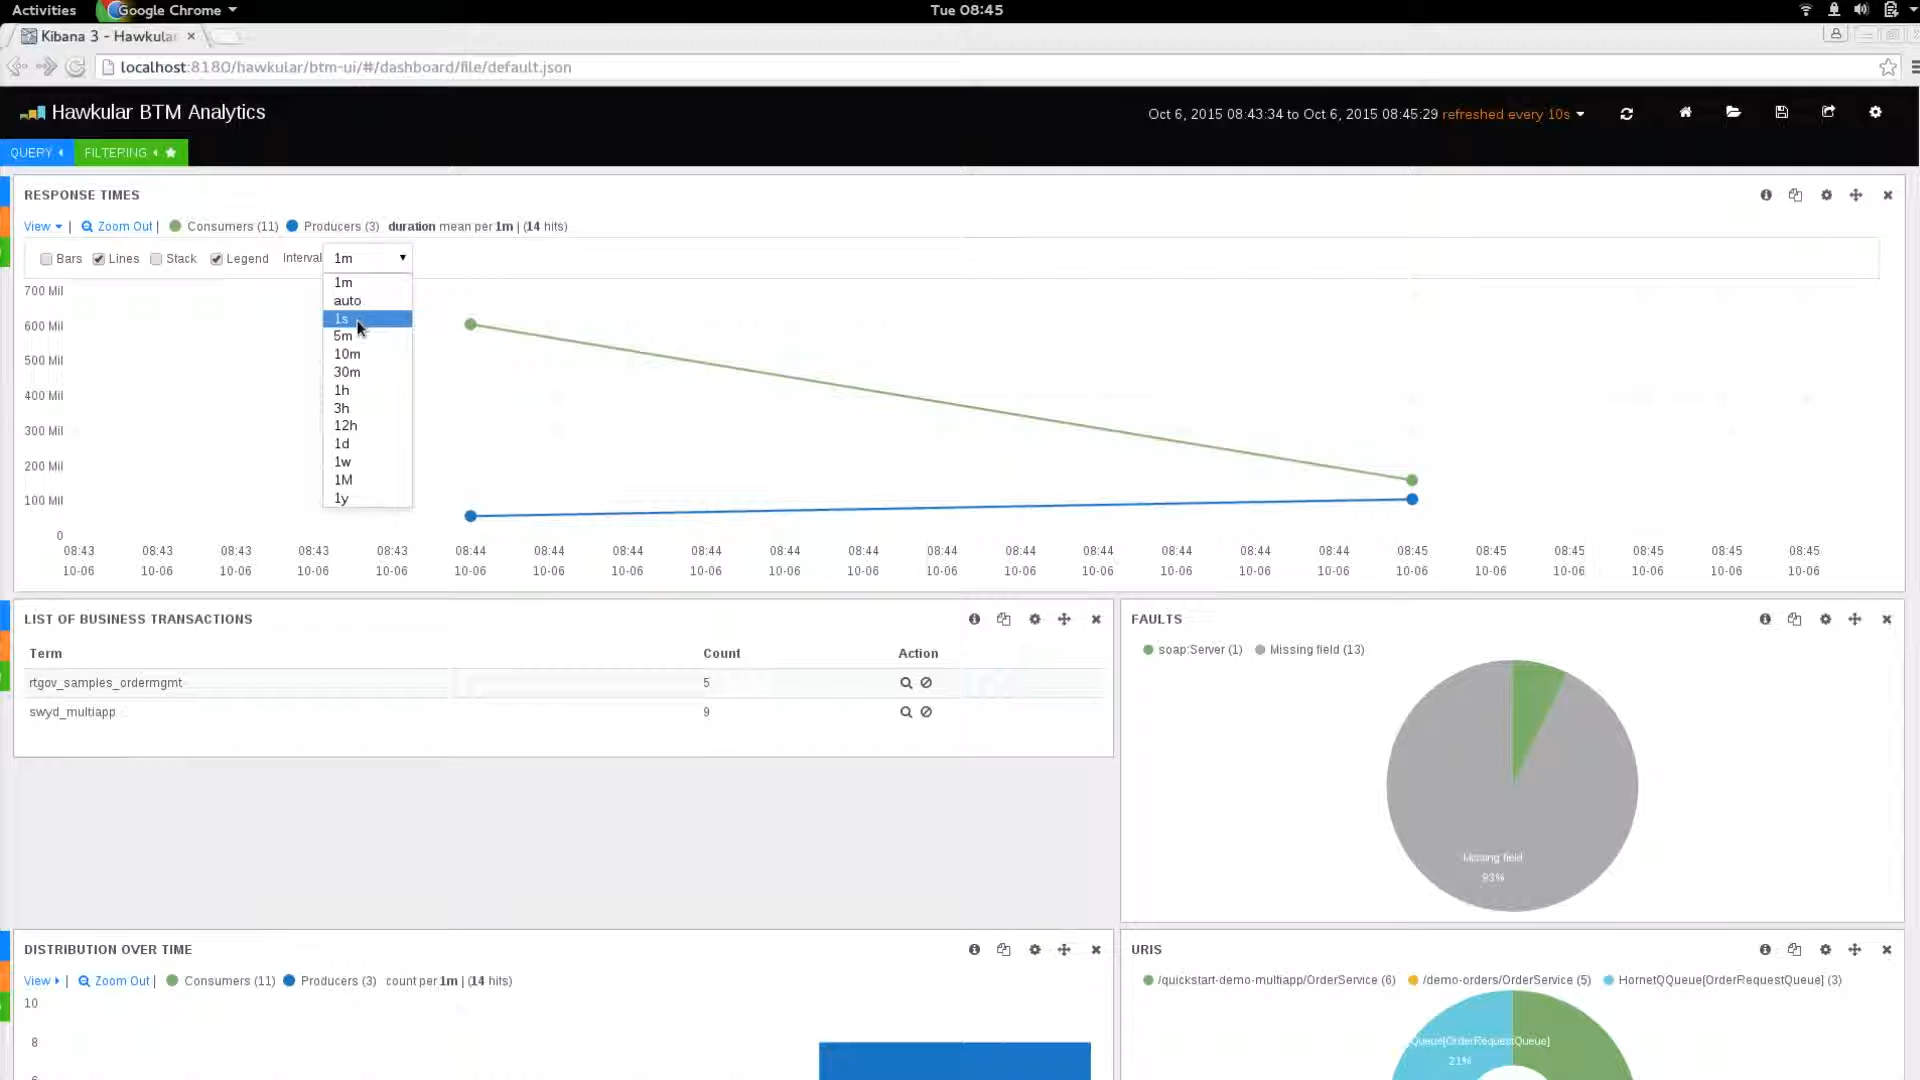 Activities Google Chrome Tue 08:45
Kibana 3 - Hawkula
localhost:8180/hawkular/btm-ui/#/dashboard/file/default.json
Hawkular BTM Analytics Oct 6, 2015 08:43:34 to Oct 6, 2015 08:45:29 refreshed every 10s
QUERY FILTERING
RESPONSE TIMES
View | Zoom Out | Consumers (11) Producers (3) duration mean per 1m | (14 hits)
Bars Lines Stack Legend Interval 1m
1m
auto
1s
5m
10m
30m
1h
3h
12h
1d
1w
1M
1y
700 Mil
600 Mil
500 Mil
400 Mil
300 Mil
200 Mil
100 Mil
0
08:43 08:43 08:43 08:43 08:43 08:44 08:44 08:44 08:44 08:44 08:44 08:44 08:44 08:44 08:44 08:44 08:44 08:45 08:45 08:45 08:45 08:45 08:45
10-06 10-06 10-06 10-06 10-06 10-06 10-06 10-06 10-06 10-06 10-06 10-06 10-06 10-06 10-06 10-06 10-06 10-06 10-06 10-06 10-06 10-06 10-06
LIST OF BUSINESS TRANSACTIONS
Term Count Action
rtgov_samples_ordermgmt 5
swyd_multiapp 9
FAULTS
soap:Server (1) Missing field (13)
Missing field
93%
DISTRIBUTION OVER TIME
View | Zoom Out | Consumers (11) Producers (3) count per 1m | (14 hits)
10
8
6
URIS
/quickstart-demo-multiapp/OrderService (6) /demo-orders/OrderService (5) HornetQQueue[OrderRequestQueue] (3)
Queue[OrderRequestQueue]
21%